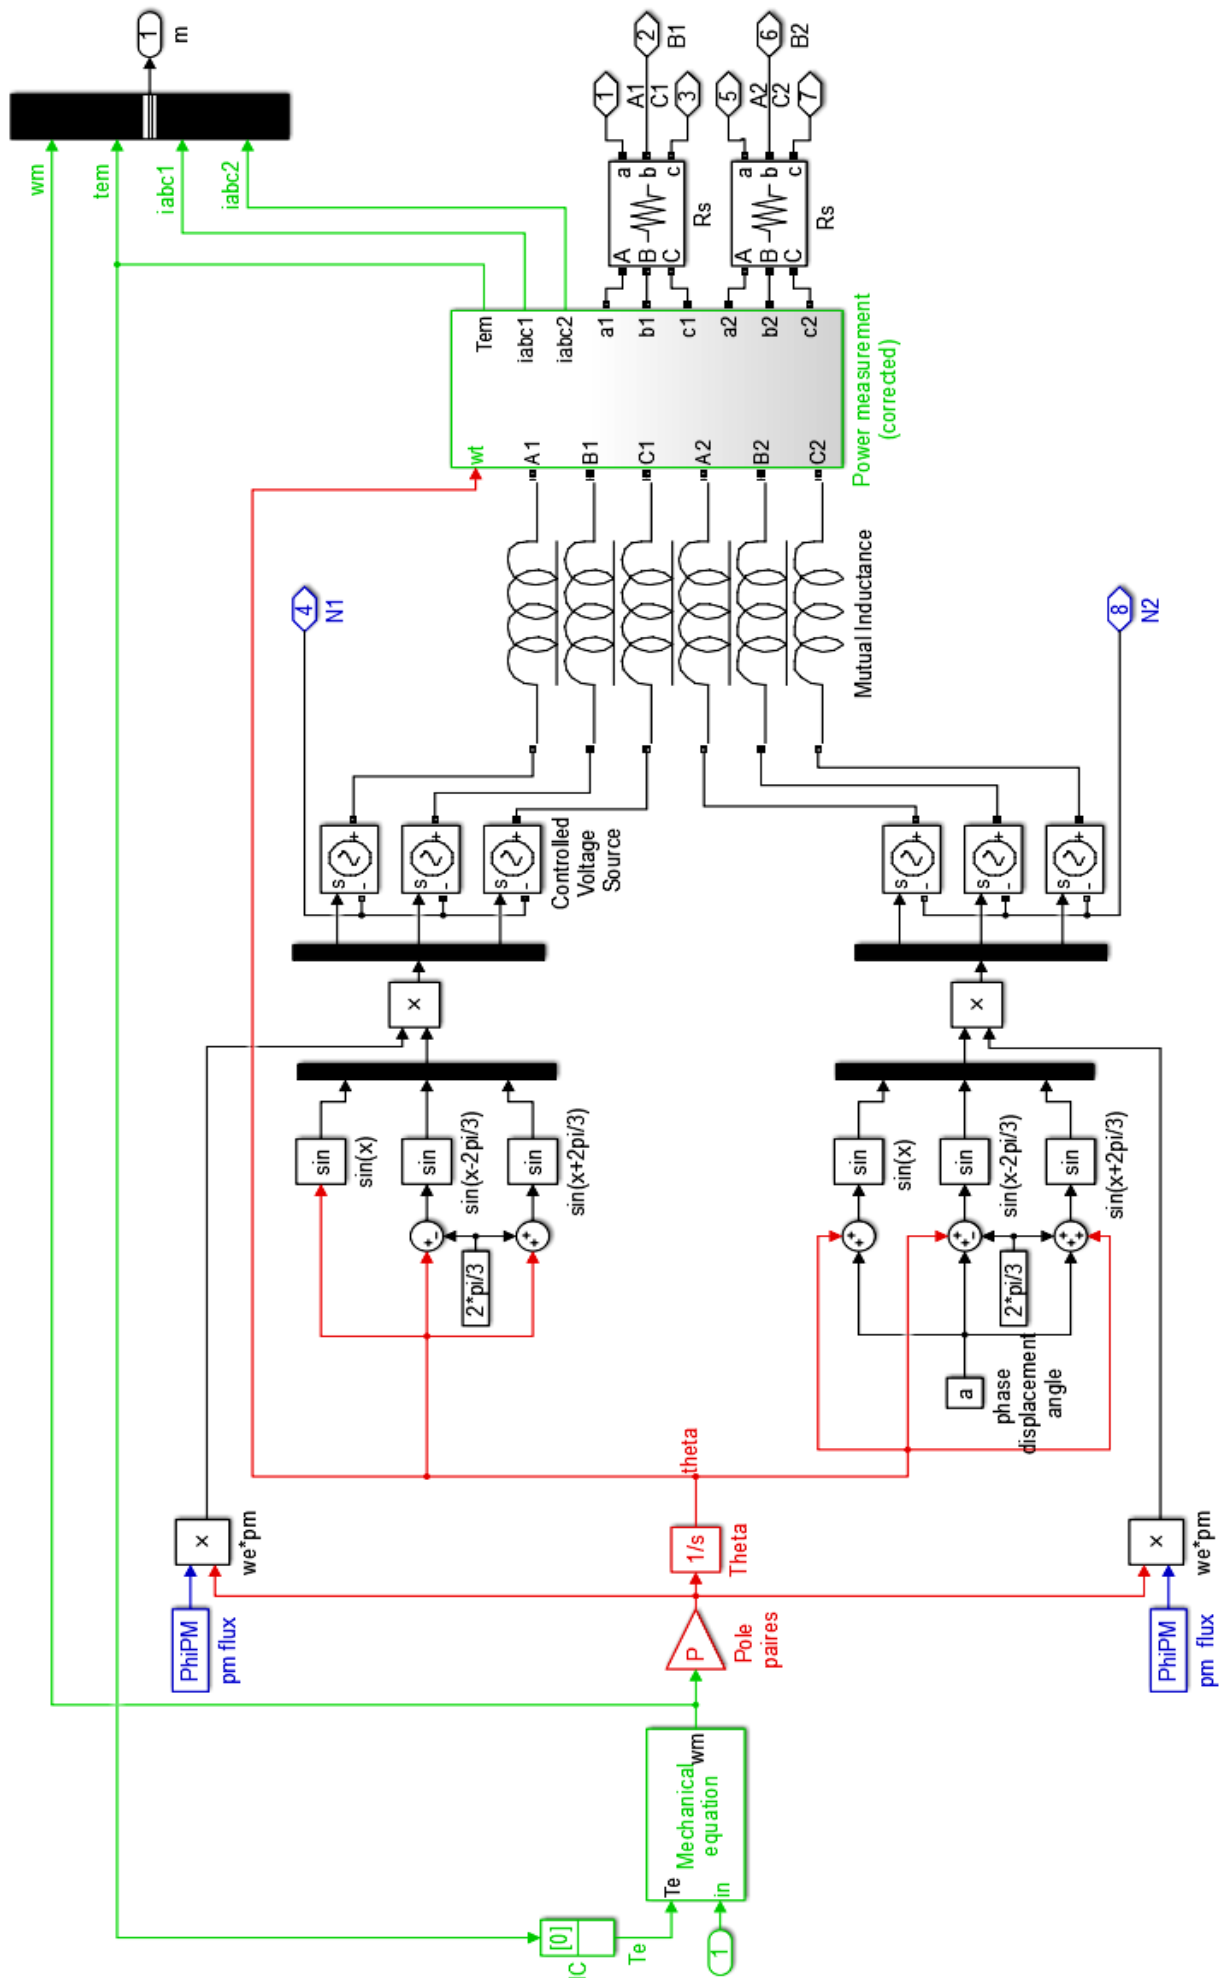 IC
[0]
Te
1
Te
in
Mechanical
equation
wm
P
Pole
paires
PhiPM
pm flux
x
we*pm
1/s
Theta
theta
2*pi/3
+
-
+
+
sin
sin(x)
sin
sin(x-2pi/3)
sin
sin(x+2pi/3)
x
s
-
+
s
-
+
s
-
+
Controlled
Voltage
Source
4
N1
PhiPM
pm flux
x
we*pm
a
phase
displacement
angle
2*pi/3
+
+
+
+
-
+
+
+
sin
sin(x)
sin
sin(x-2pi/3)
sin
sin(x+2pi/3)
x
s
-
+
s
-
+
s
-
+
8
N2
Mutual Inductance
wt
A1
B1
C1
A2
B2
C2
Tem
iabc1
iabc2
a1
b1
c1
a2
b2
c2
Power measurement
(corrected)
A
B
C
a
b
c
Rs
A
B
C
a
b
c
Rs
1
A1
2
B1
C1
3
5
A2
6
B2
C2
7
wm
tem
iabc1
iabc2
1
m